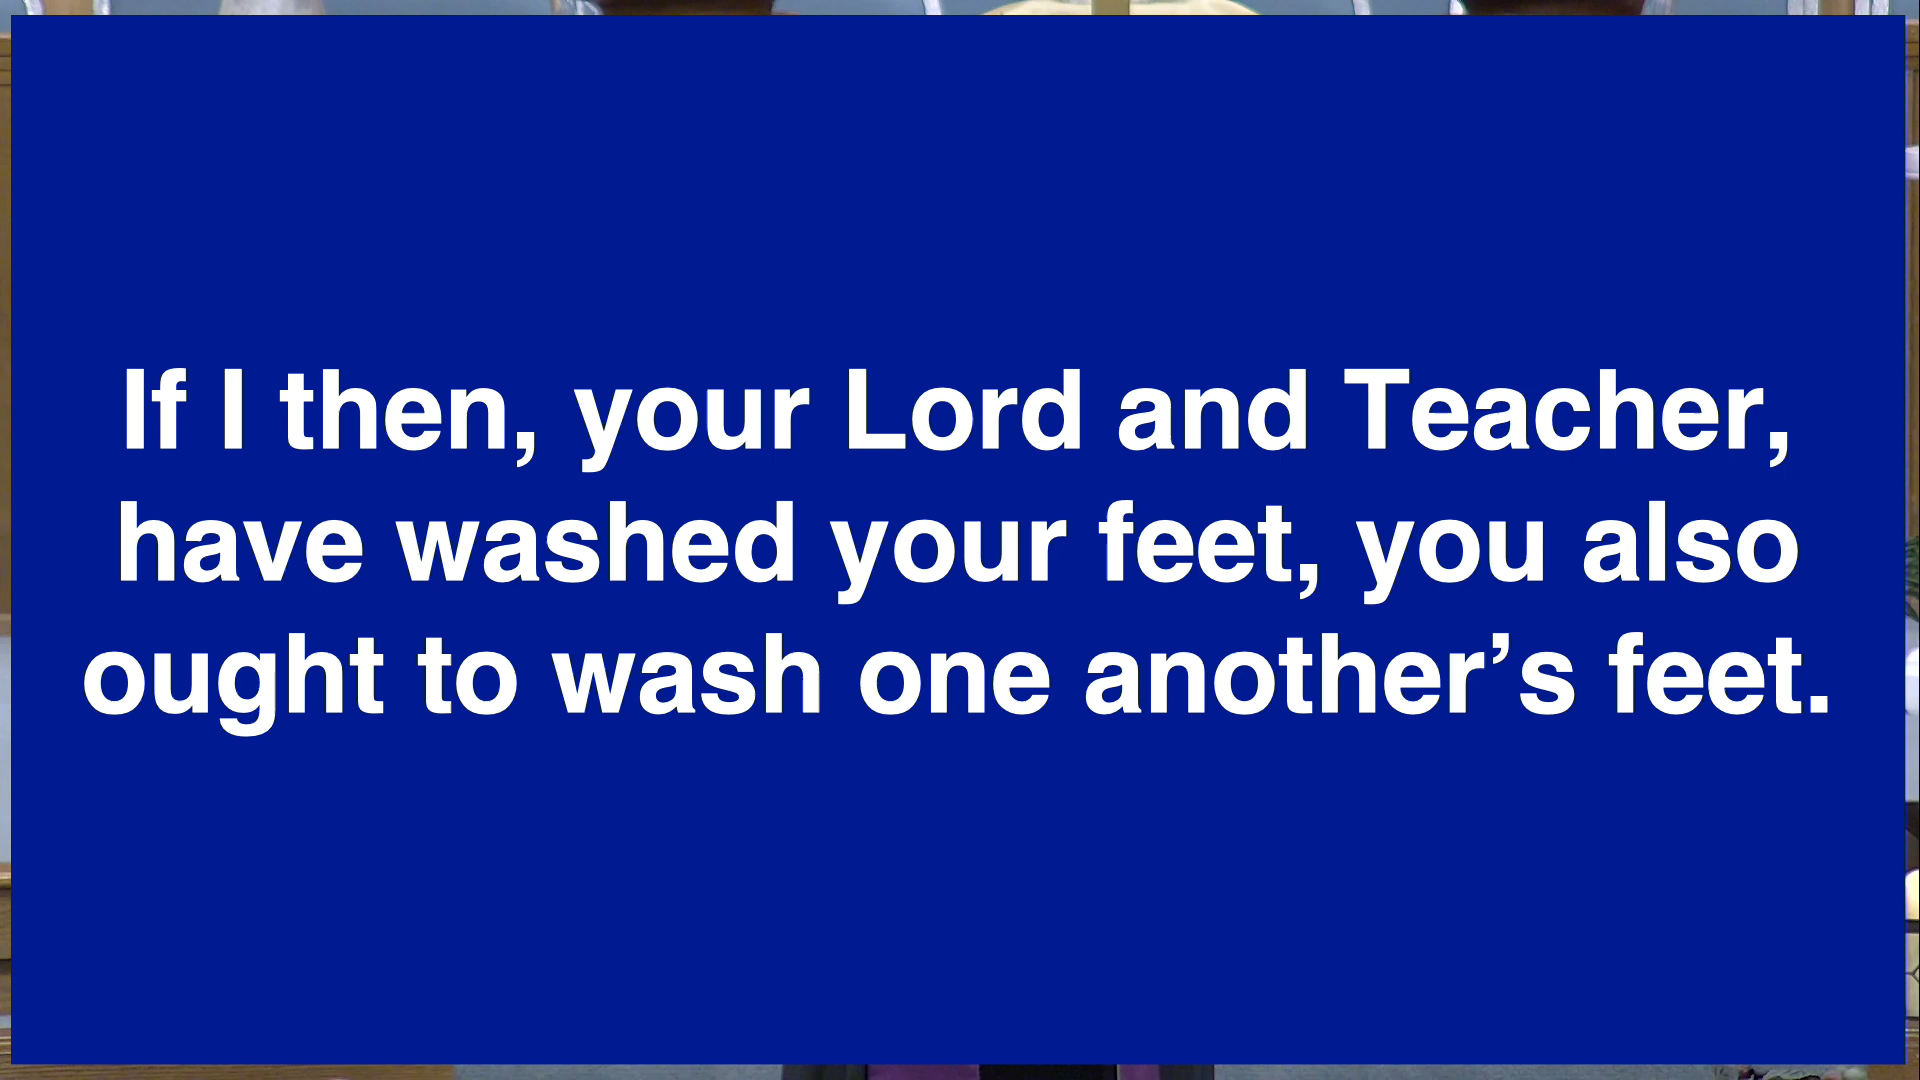 If I then, your Lord and Teacher,
have washed your feet, you also
ought to wash one another’s feet.